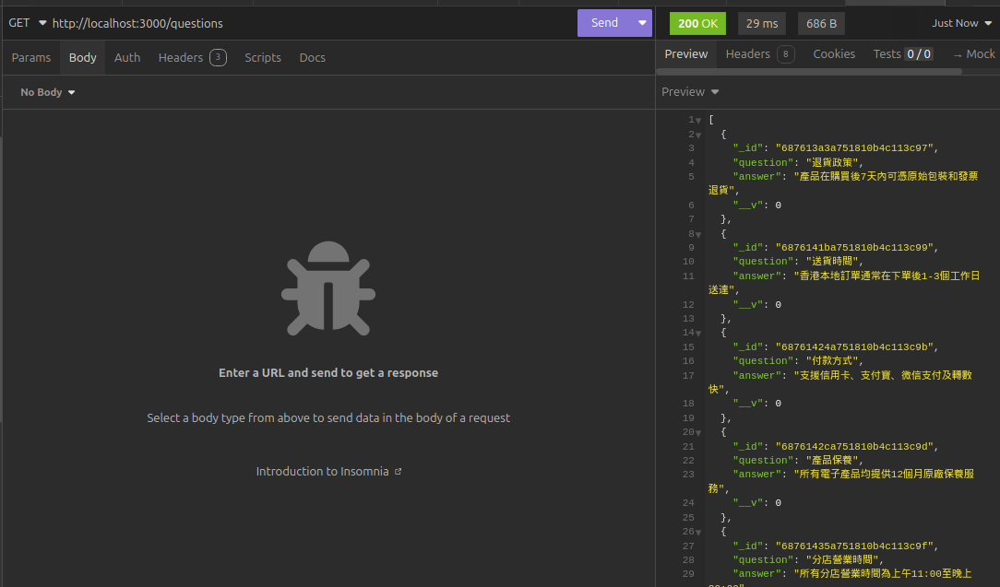 GET http://localhost:3000/questions Send 200 OK 29 ms 686 B Just Now
Params Body Auth Headers 3 Scripts Docs
Preview Headers 8 Cookies Tests 0 / 0 → Mock
No Body
Preview
Enter a URL and send to get a response
Select a body type from above to send data in the body of a request
Introduction to Insomnia
1 [
2 {
3 "_id": "687613a3a751810b4c113c97",
4 "question": "退貨政策",
5 "answer": "產品在購買後7天內可憑原始包裝和發票
退貨",
6 "__v": 0
7 },
8 {
9 "_id": "6876141ba751810b4c113c99",
10 "question": "送貨時間",
11 "answer": "香港本地訂單通常在下單後1-3個工作日
送達",
12 "__v": 0
13 },
14 {
15 "_id": "68761424a751810b4c113c9b",
16 "question": "付款方式",
17 "answer": "支援信用卡、支付寶、微信支付及轉數
快",
18 "__v": 0
19 },
20 {
21 "_id": "6876142ca751810b4c113c9d",
22 "question": "產品保養",
23 "answer": "所有電子產品均提供12個月原廠保養服
務",
24 "__v": 0
25 },
26 {
27 "_id": "68761435a751810b4c113c9f",
28 "question": "分店營業時間",
29 "answer": "所有分店營業時間為上午11:00至晚上